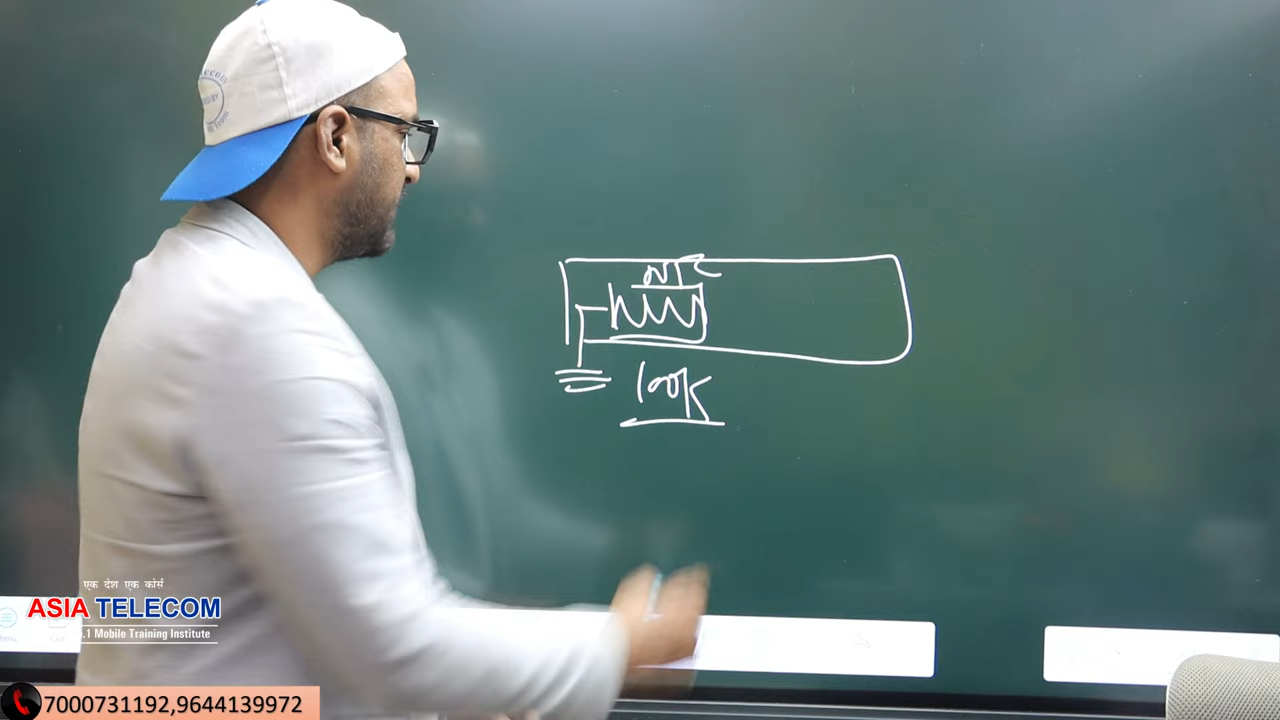 NTC
100K
एक देश एक कोर्स
ASIA TELECOM
.1 Mobile Training Institute
7000731192,9644139972